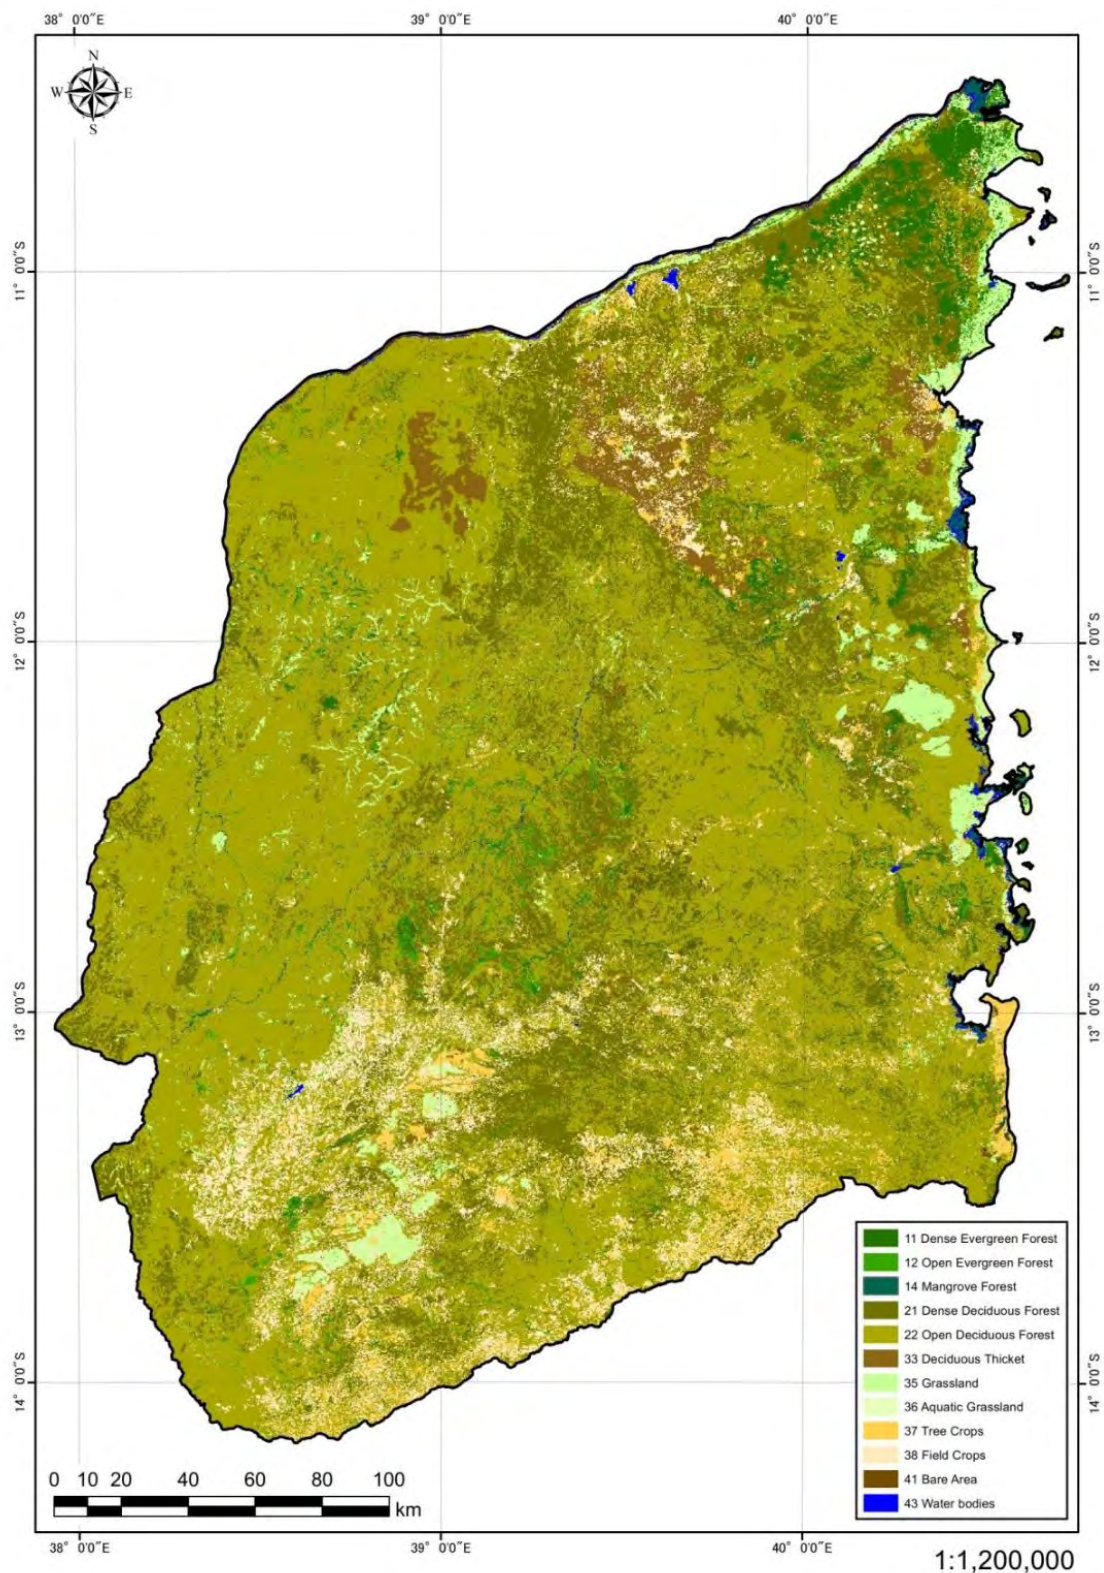 38° 0'0"E 39° 0'0"E 40° 0'0"E
N
W E
S
11° 0'0"S 11° 0'0"S
12° 0'0"S 12° 0'0"S
13° 0'0"S 13° 0'0"S
14° 0'0"S 14° 0'0"S
11 Dense Evergreen Forest
12 Open Evergreen Forest
14 Mangrove Forest
21 Dense Deciduous Forest
22 Open Deciduous Forest
33 Deciduous Thicket
35 Grassland
36 Aquatic Grassland
37 Tree Crops
38 Field Crops
41 Bare Area
43 Water bodies
0 10 20 40 60 80 100
km
38° 0'0"E 39° 0'0"E 40° 0'0"E
1:1,200,000